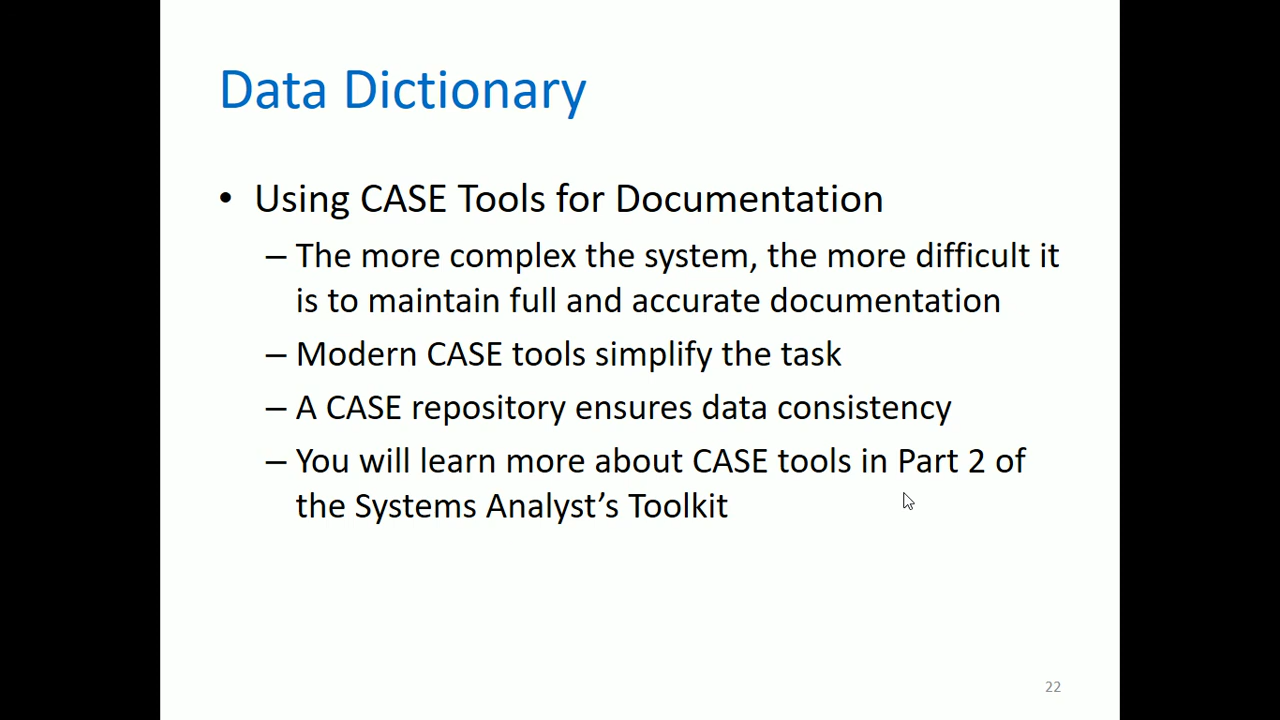 Data Dictionary
• Using CASE Tools for Documentation
– The more complex the system, the more difficult it
is to maintain full and accurate documentation
– Modern CASE tools simplify the task
– A CASE repository ensures data consistency
– You will learn more about CASE tools in Part 2 of
the Systems Analyst’s Toolkit
22